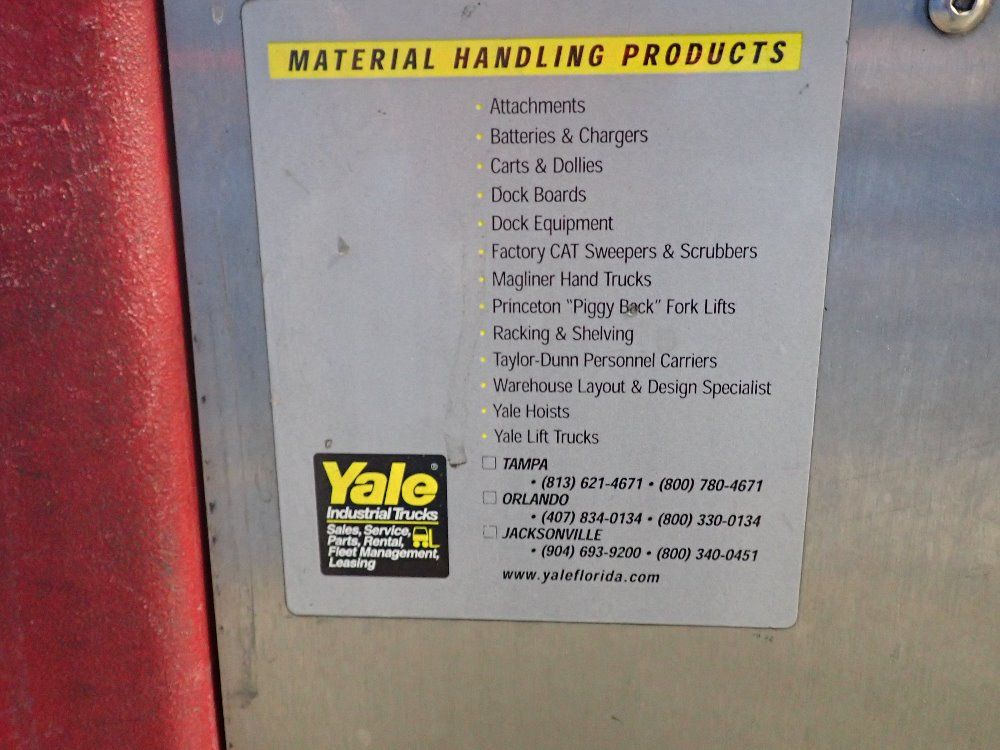 MATERIAL HANDLING PRODUCTS
• Attachments
• Batteries & Chargers
• Carts & Dollies
• Dock Boards
• Dock Equipment
• Factory CAT Sweepers & Scrubbers
• Magliner Hand Trucks
• Princeton "Piggy Back" Fork Lifts
• Racking & Shelving
• Taylor-Dunn Personnel Carriers
• Warehouse Layout & Design Specialist
• Yale Hoists
• Yale Lift Trucks
TAMPA
• (813) 621-4671 • (800) 780-4671
ORLANDO
• (407) 834-0134 • (800) 330-0134
JACKSONVILLE
• (904) 693-9200 • (800) 340-0451
www.yaleflorida.com
Yale®
Industrial Trucks
Sales, Service,
Parts, Rental,
Fleet Management,
Leasing